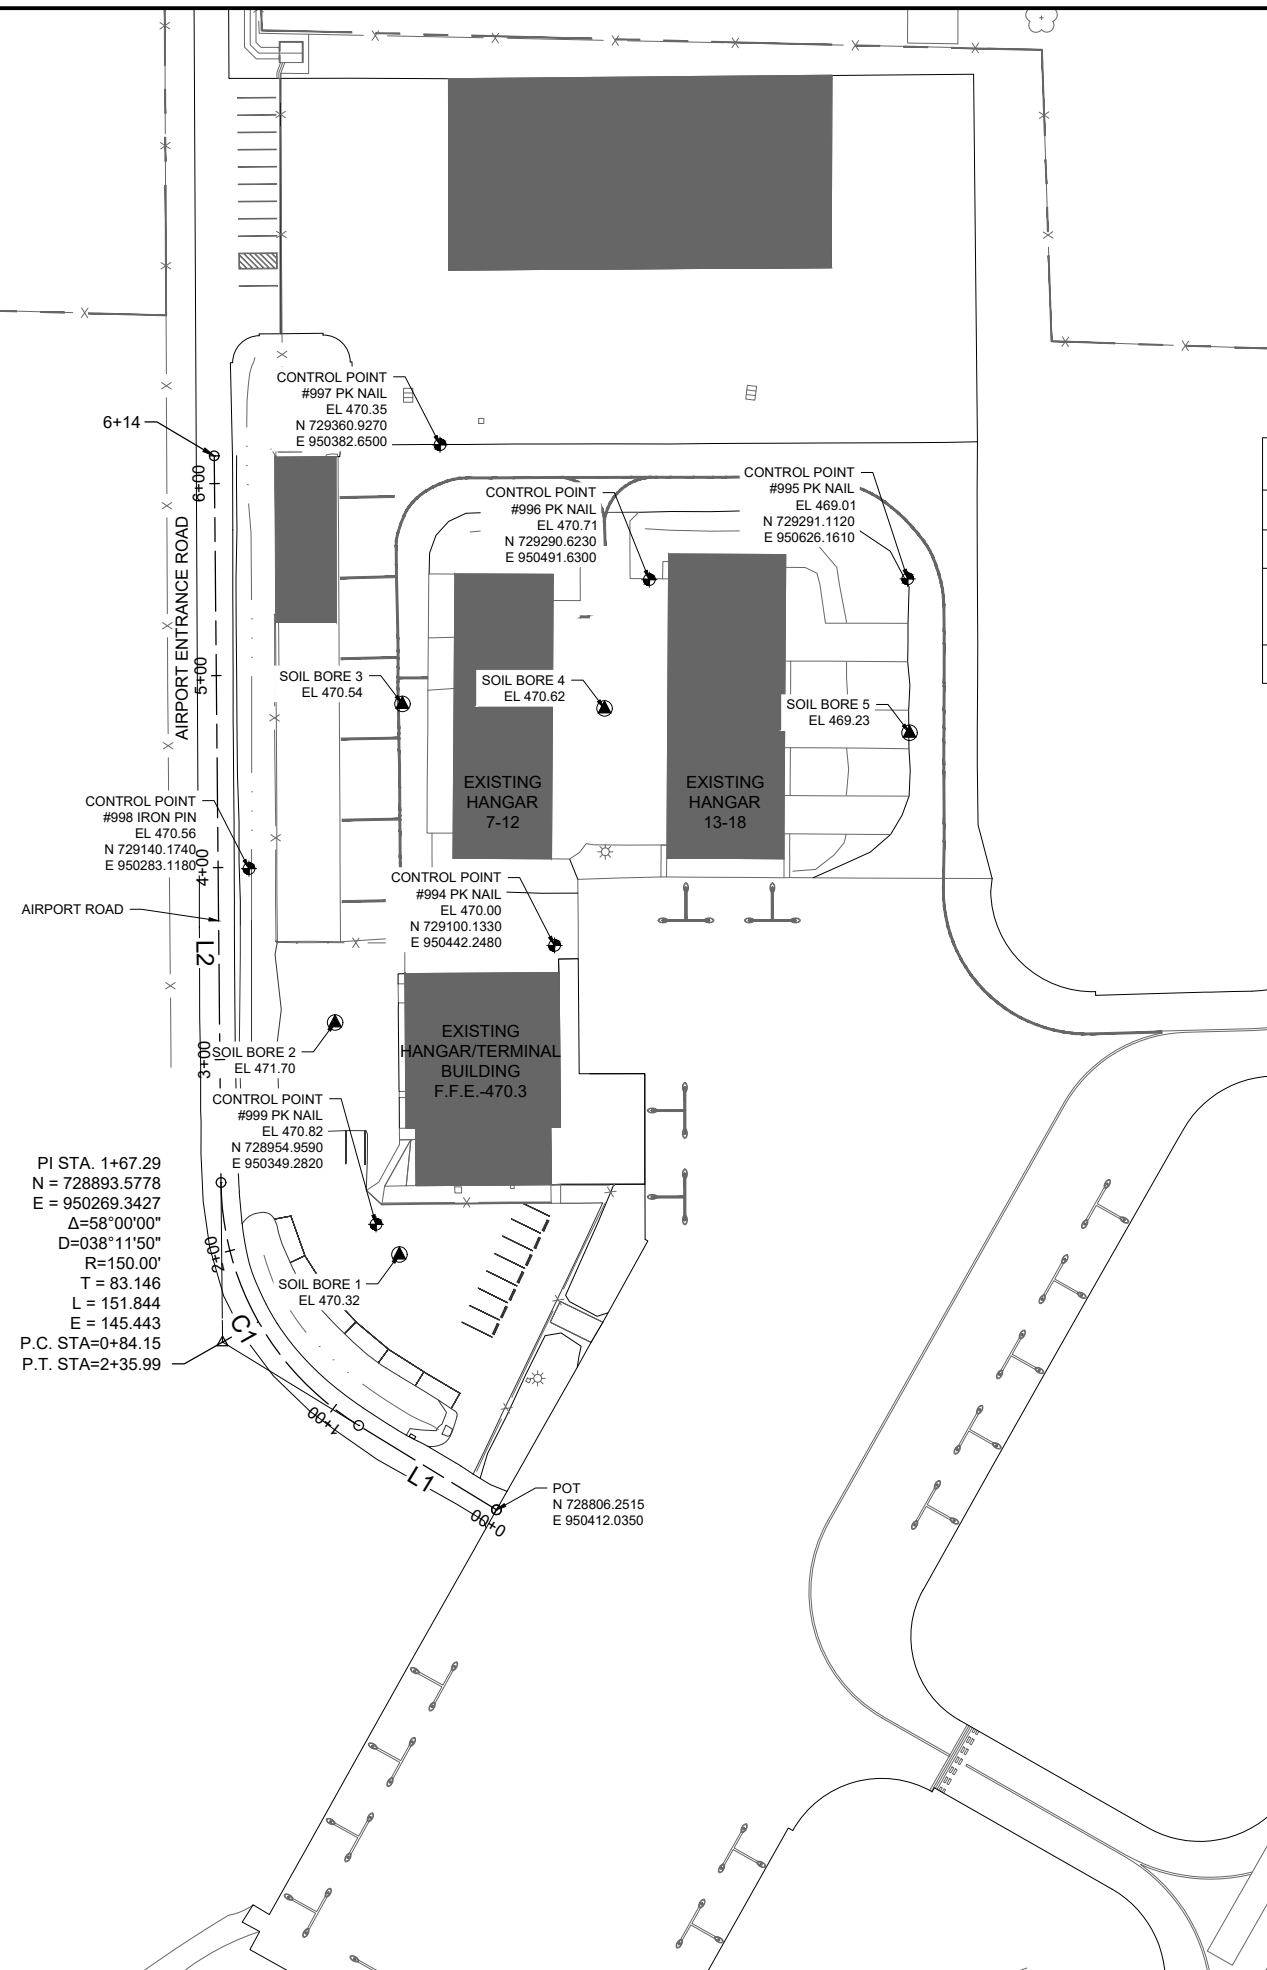 CONTROL POINT
#997 PK NAIL
EL 470.35
N 729360.9270
E 950382.6500
6+14
6+00
CONTROL POINT
#996 PK NAIL
EL 470.71
N 729290.6230
E 950491.6300
CONTROL POINT
#995 PK NAIL
EL 469.01
N 729291.1120
E 950626.1610
AIRPORT ENTRANCE ROAD
5+00
SOIL BORE 3
EL 470.54
SOIL BORE 4
EL 470.62
SOIL BORE 5
EL 469.23
EXISTING
HANGAR
7-12
EXISTING
HANGAR
13-18
CONTROL POINT
#998 IRON PIN
EL 470.56
N 729140.1740
E 950283.1180
4+00
CONTROL POINT
#994 PK NAIL
EL 470.00
N 729100.1330
E 950442.2480
AIRPORT ROAD
L2
EXISTING
HANGAR/TERMINAL
BUILDING
F.F.E.-470.3
SOIL BORE 2
EL 471.70
3+00
CONTROL POINT
#999 PK NAIL
EL 470.82
N 728954.9590
E 950349.2820
PI STA. 1+67.29
N = 728893.5778
E = 950269.3427
Δ=58°00'00"
D=038°11'50"
R=150.00'
T = 83.146
L = 151.844
E = 145.443
P.C. STA=0+84.15
P.T. STA=2+35.99
2+00
SOIL BORE 1
EL 470.32
C1
1+00
L1
0+00
POT
N 728806.2515
E 950412.0350